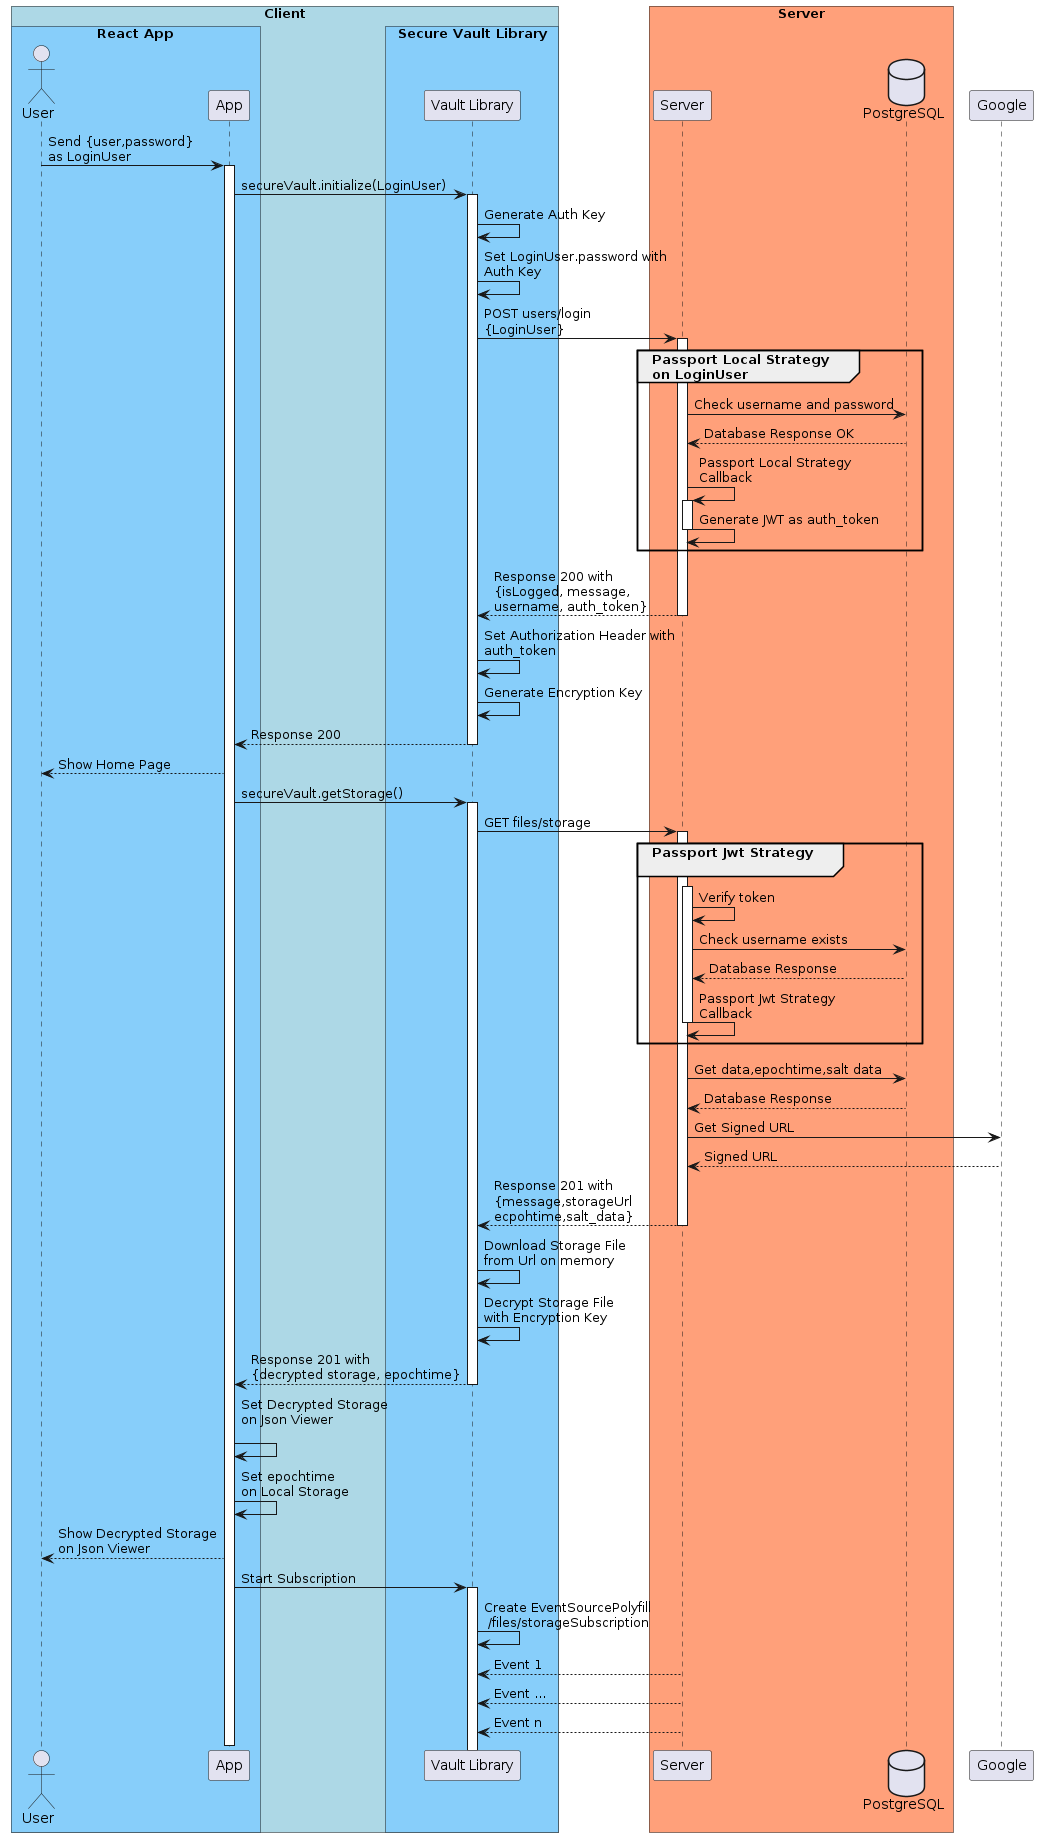 Client
Server
React App
Secure Vault Library
User
App
Vault Library
Server
PostgreSQL
Google
Send {user,password}
as LoginUser
secureVault.initialize(LoginUser)
Generate Auth Key
Set LoginUser.password with
Auth Key
POST users/login
{LoginUser}
Passport Local Strategy
on LoginUser
Check username and password
Database Response OK
Passport Local Strategy
Callback
Generate JWT as auth_token
Response 200 with
{isLogged, message,
username, auth_token}
Set Authorization Header with
auth_token
Generate Encryption Key
Response 200
Show Home Page
secureVault.getStorage()
GET files/storage
Passport Jwt Strategy
Verify token
Check username exists
Database Response
Passport Jwt Strategy
Callback
Get data,epochtime,salt data
Database Response
Get Signed URL
Signed URL
Response 201 with
{message,storageUrl
ecpohtime,salt_data}
Download Storage File
from Url on memory
Decrypt Storage File
with Encryption Key
Response 201 with
{decrypted storage, epochtime}
Set Decrypted Storage
on Json Viewer
Set epochtime
on Local Storage
Show Decrypted Storage
on Json Viewer
Start Subscription
Create EventSourcePolyfill
/files/storageSubscription
Event 1
Event ...
Event n
User
App
Vault Library
Server
PostgreSQL
Google